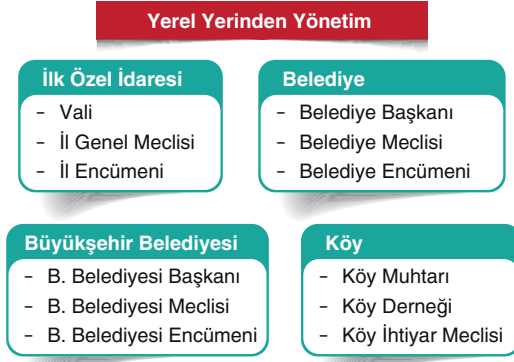 Yerel Yerinden Yönetim
İlk Özel İdaresi
- Vali
- İl Genel Meclisi
- İl Encümeni
Belediye
- Belediye Başkanı
- Belediye Meclisi
- Belediye Encümeni
Büyükşehir Belediyesi
- B. Belediyesi Başkanı
- B. Belediyesi Meclisi
- B. Belediyesi Encümeni
Köy
- Köy Muhtarı
- Köy Derneği
- Köy İhtiyar Meclisi